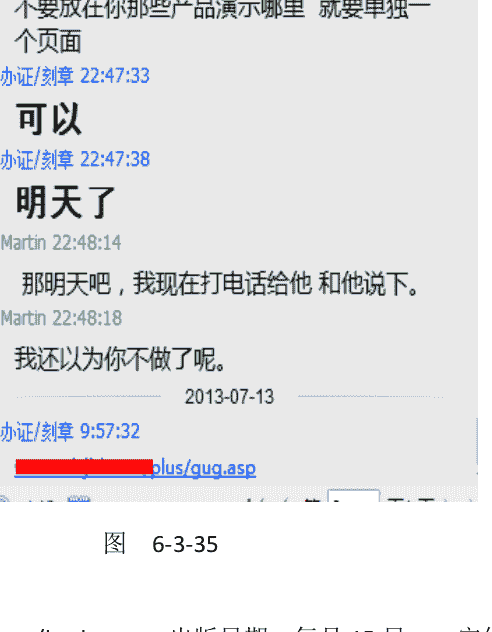 不要放在你那些产品演示哪里 就要单独一
个页面
办证/刻章 22:47:33
可以
办证/刻章 22:47:38
明天了
Martin 22:48:14
那明天吧，我现在打电话给他 和他说下。
Martin 22:48:18
我还以为你不做了呢。
2013-07-13
办证/刻章 9:57:32
plus/gug.asp
图 6-3-35